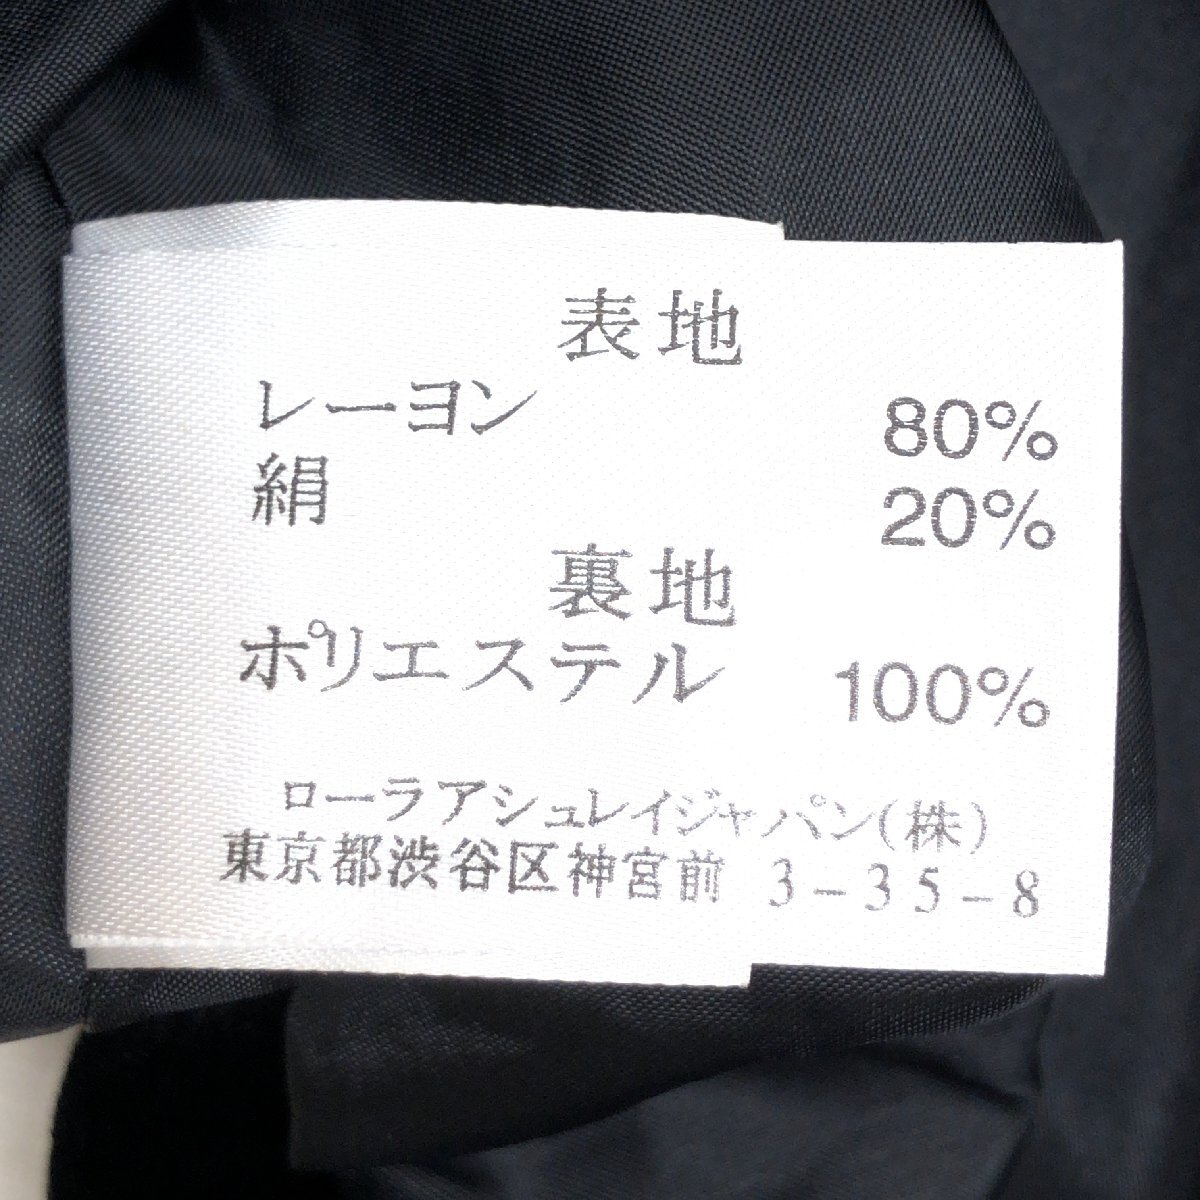 表地
レーヨン 80%
絹 20%
裏地
ポリエステル 100%
ローラアシュレイジャパン(株)
東京都渋谷区神宮前 3-35-8